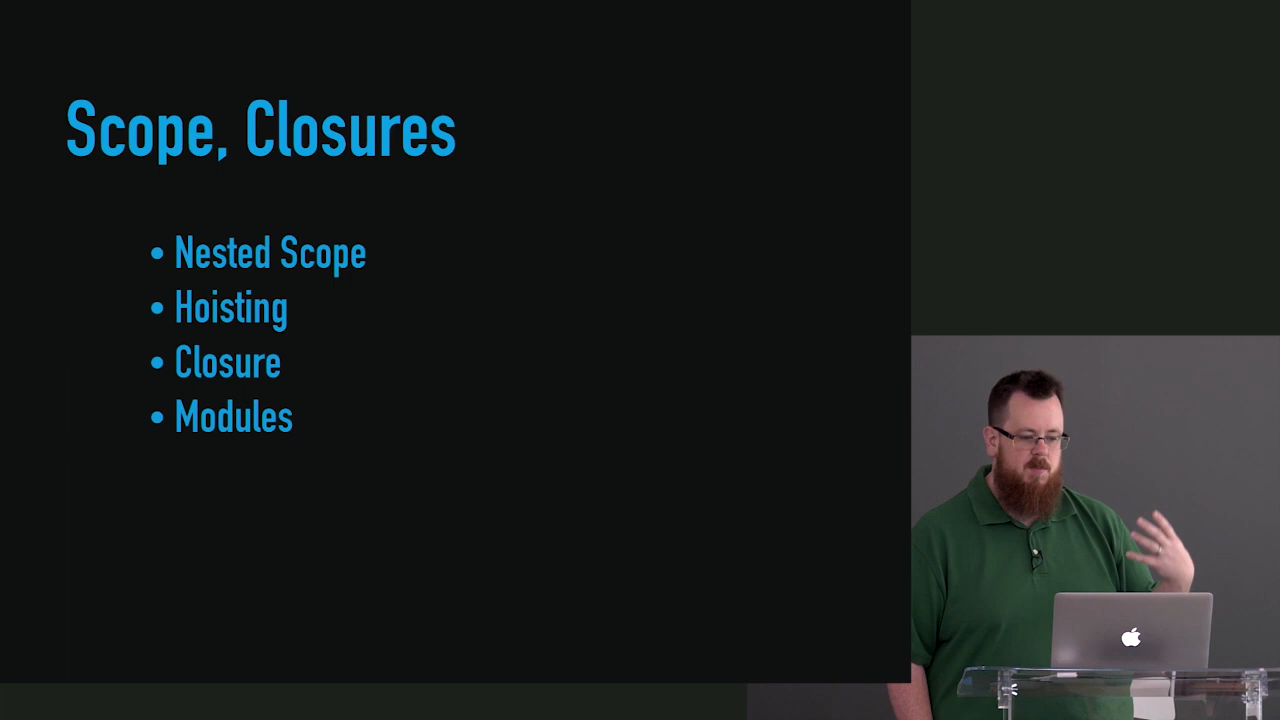 Scope, Closures
• Nested Scope
• Hoisting
• Closure
• Modules